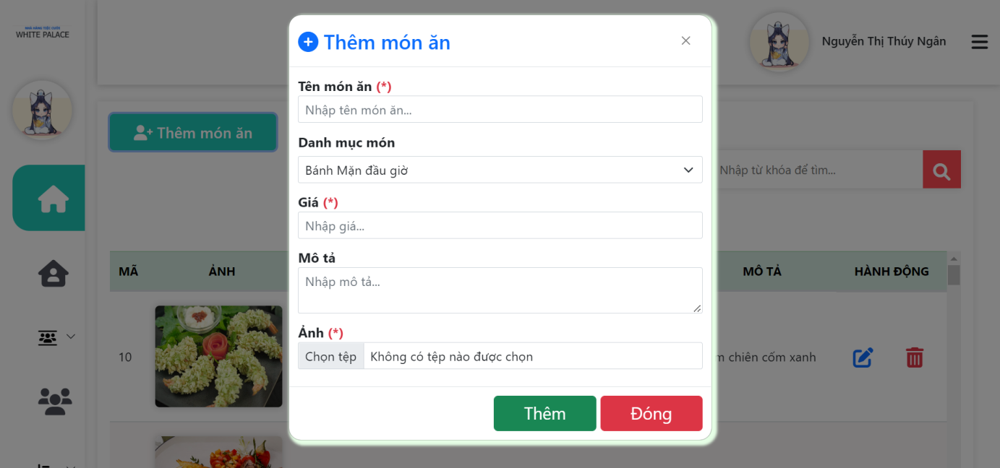 NHÀ HÀNG TIỆC CƯỚI
WHITE PALACE
Nguyễn Thị Thúy Ngân
Thêm món ăn
Nhập từ khóa để tìm...
MÃ
ẢNH
MÔ TẢ
HÀNH ĐỘNG
10
chiên cốm xanh
Thêm món ăn
Tên món ăn (*)
Nhập tên món ăn...
Danh mục món
Bánh Mặn đầu giờ
Giá (*)
Nhập giá...
Mô tả
Nhập mô tả...
Ảnh (*)
Chọn tệp Không có tệp nào được chọn
Thêm
Đóng